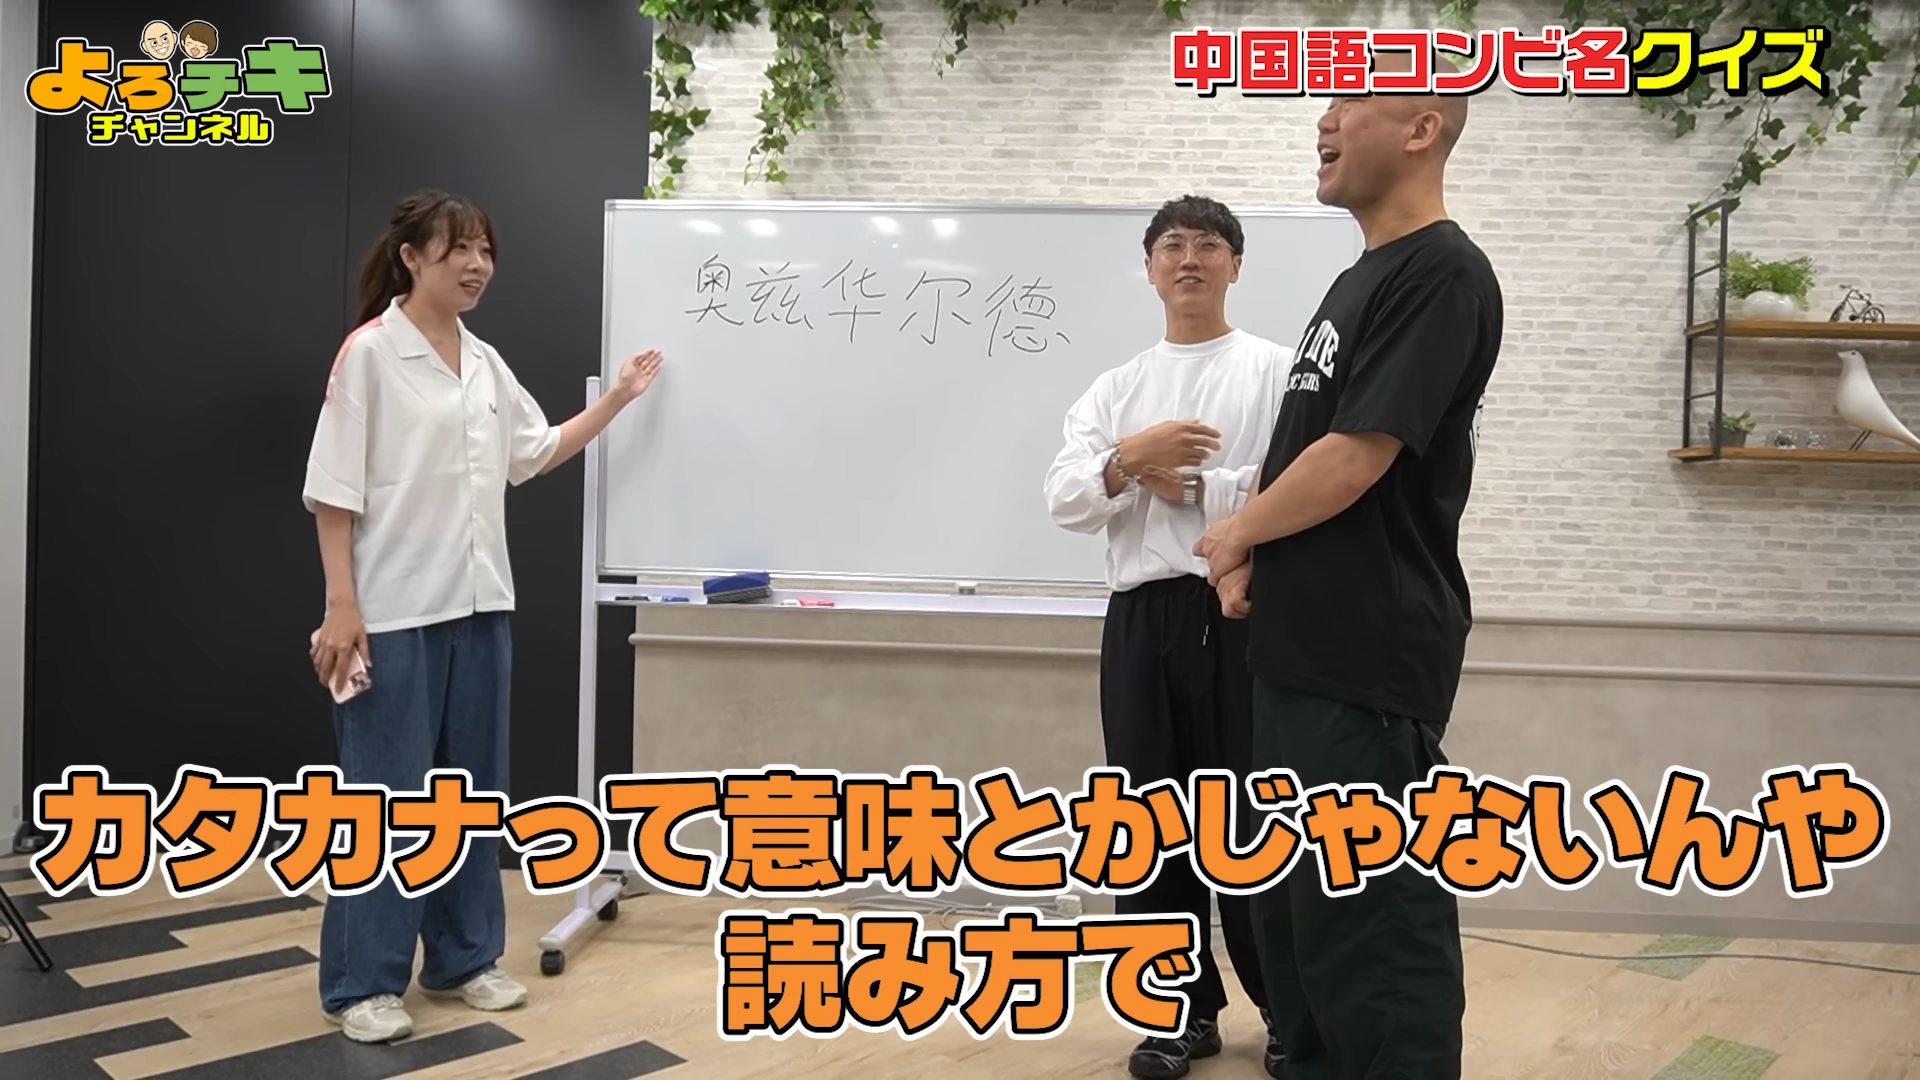 よろチキ
チャンネル
中国語コンビ名クイズ
奥兹华尔德
カタカナって意味とかじゃないんや
読み方で